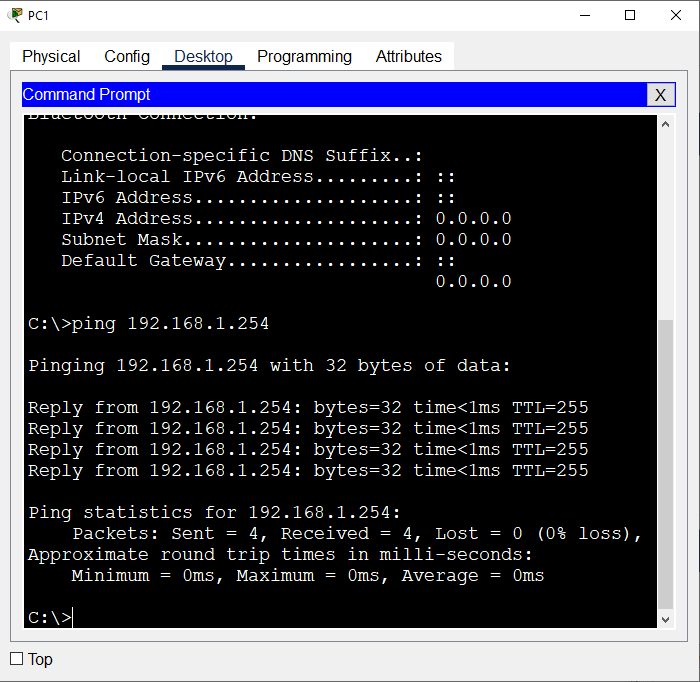 PC1
Physical Config Desktop Programming Attributes
Command Prompt
X
Bluetooth Connection:
Connection-specific DNS Suffix..:
Link-local IPv6 Address.........: ::
IPv6 Address....................: ::
IPv4 Address....................: 0.0.0.0
Subnet Mask.....................: 0.0.0.0
Default Gateway.................: ::
0.0.0.0
C:\>ping 192.168.1.254
Pinging 192.168.1.254 with 32 bytes of data:
Reply from 192.168.1.254: bytes=32 time<1ms TTL=255
Reply from 192.168.1.254: bytes=32 time<1ms TTL=255
Reply from 192.168.1.254: bytes=32 time<1ms TTL=255
Reply from 192.168.1.254: bytes=32 time<1ms TTL=255
Ping statistics for 192.168.1.254:
Packets: Sent = 4, Received = 4, Lost = 0 (0% loss),
Approximate round trip times in milli-seconds:
Minimum = 0ms, Maximum = 0ms, Average = 0ms
C:\>
Top